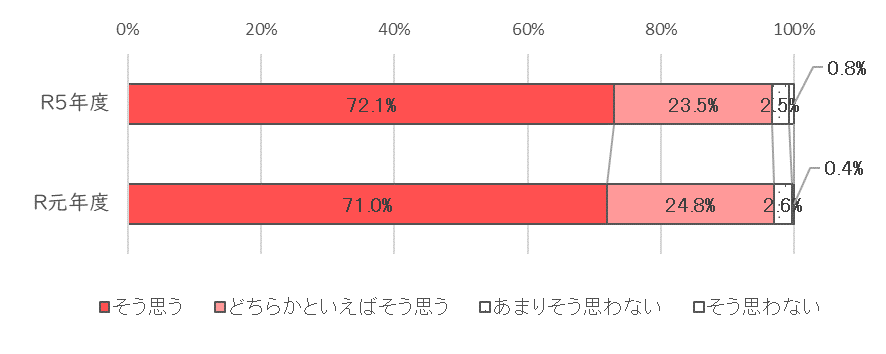 0% 20% 40% 60% 80% 100%
0.8%
R5年度 72.1% 23.5% 2.5%
0.4%
R元年度 71.0% 24.8% 2.6%
そう思う どちらかといえばそう思う あまりそう思わない そう思わない